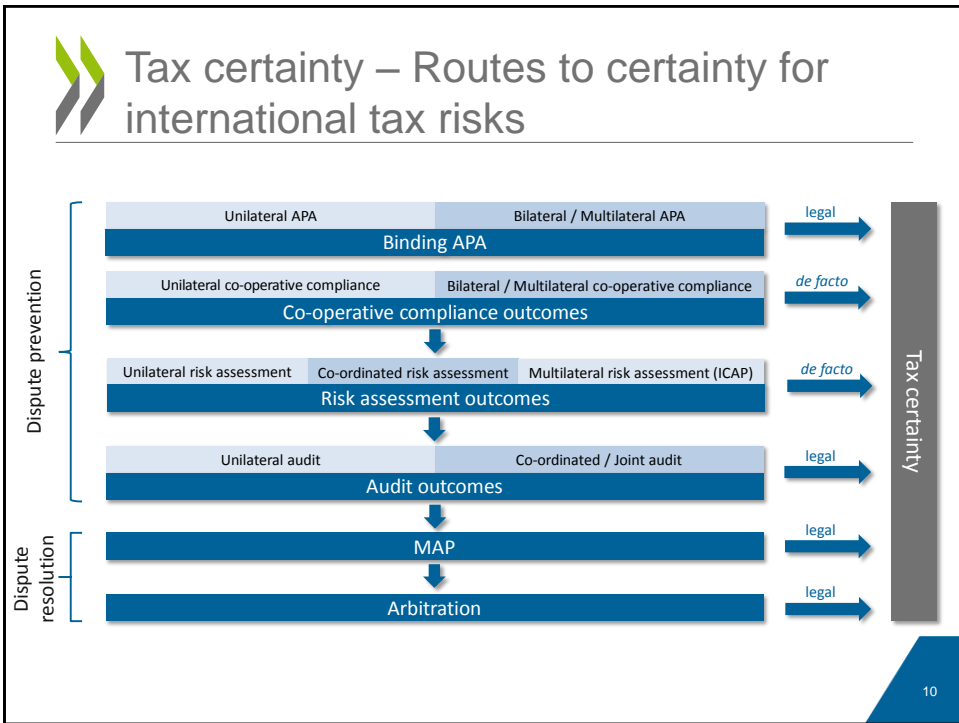 Tax certainty – Routes to certainty for
international tax risks
Dispute prevention
Unilateral APA
Bilateral / Multilateral APA
Binding APA
legal
Unilateral co-operative compliance
Bilateral / Multilateral co-operative compliance
Co-operative compliance outcomes
de facto
Unilateral risk assessment
Co-ordinated risk assessment
Multilateral risk assessment (ICAP)
Risk assessment outcomes
de facto
Unilateral audit
Co-ordinated / Joint audit
Audit outcomes
legal
Dispute
resolution
MAP
legal
Arbitration
legal
Tax certainty
10